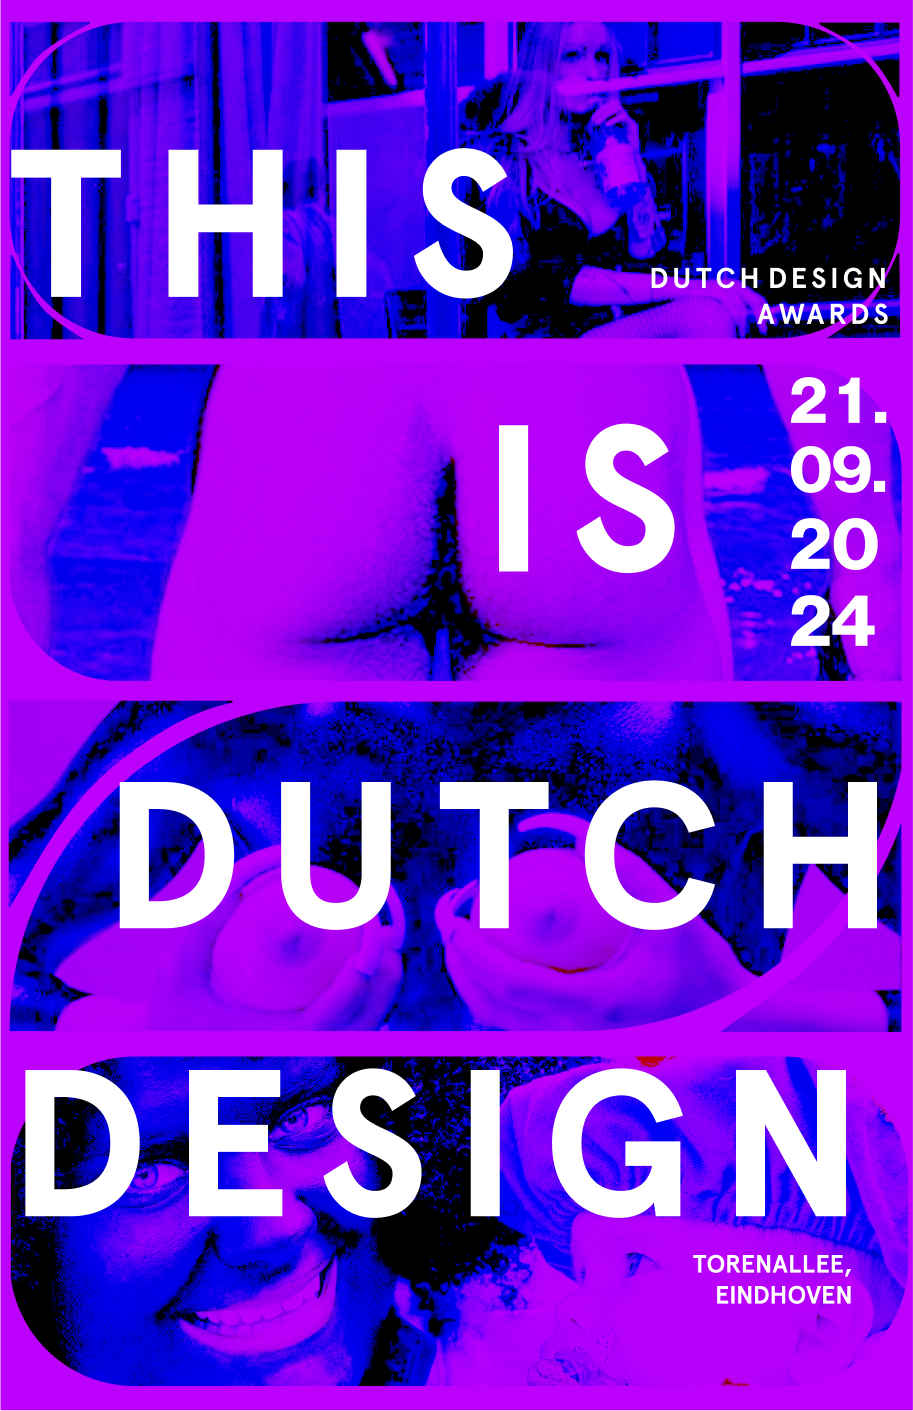 THIS
DUTCH DESIGN
AWARDS
IS
21.
09.
20
24
DUTCH
DESIGN
TORENALLEE,
EINDHOVEN